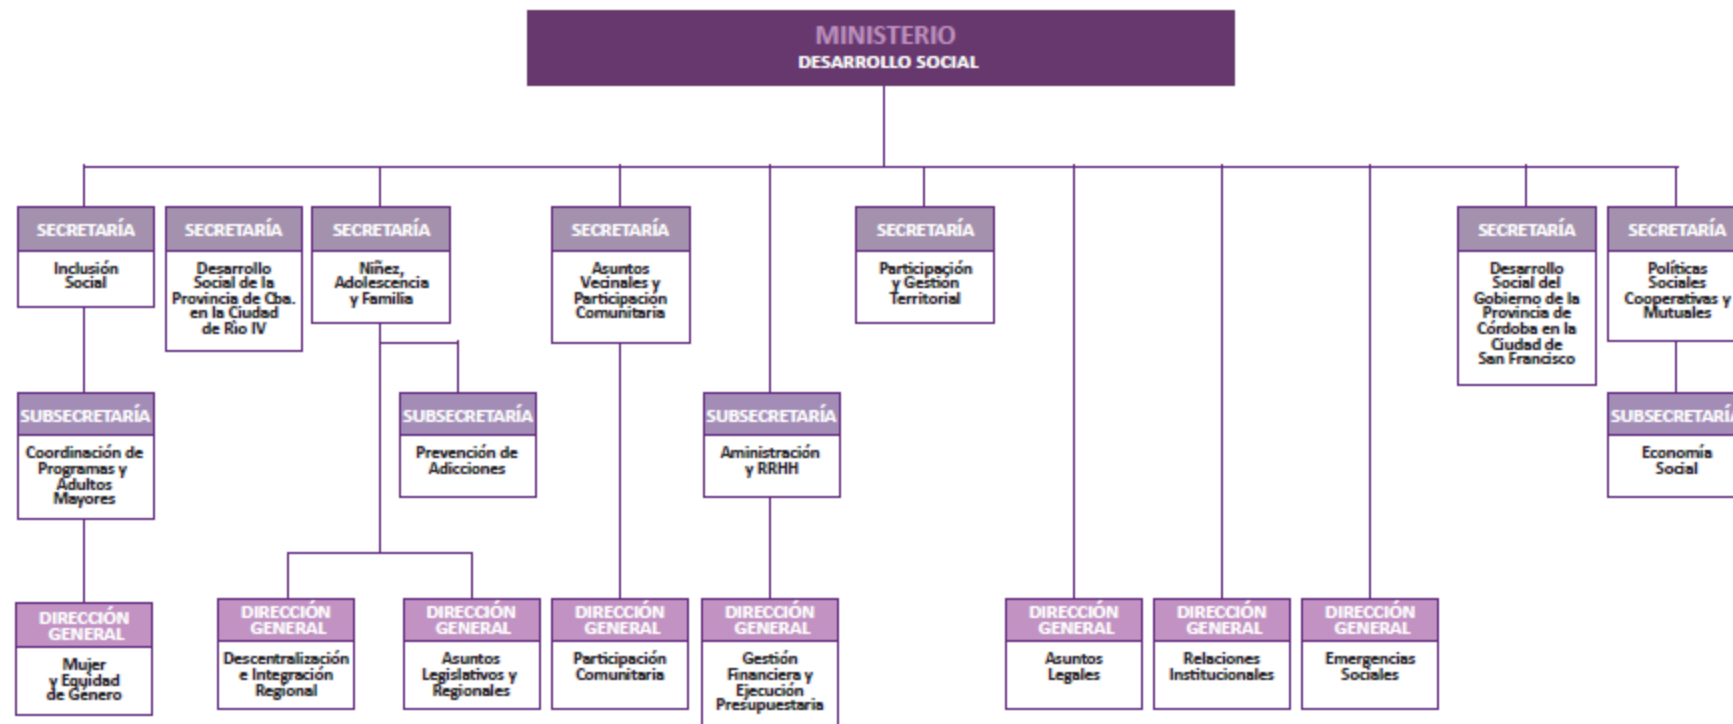 MINISTERIO
DESARROLLO SOCIAL
SECRETARÍA
Inclusión
Social
SECRETARÍA
Desarrollo
Social de la
Provincia de Cba.
en la Ciudad
de Rio IV
SECRETARÍA
Niñez,
Adolescencia
y Familia
SECRETARÍA
Asuntos
Vecinales y
Participación
Comunitaria
SECRETARÍA
Participación
y Gestión
Territorial
SECRETARÍA
Desarrollo
Social del
Gobierno de la
Provincia de
Córdoba en la
Ciudad de
San Francisco
SECRETARÍA
Políticas
Sociales
Cooperativas y
Mutuales
SUBSECRETARÍA
Coordinación de
Programas y
Adultos
Mayores
SUBSECRETARÍA
Prevención de
Adicciones
SUBSECRETARÍA
Aministración
y RRHH
SUBSECRETARÍA
Economía
Social
DIRECCIÓN
GENERAL
Mujer
y Equidad
de Género
DIRECCIÓN
GENERAL
Descentralización
e Integración
Regional
DIRECCIÓN
GENERAL
Asuntos
Legislativos y
Regionales
DIRECCIÓN
GENERAL
Participación
Comunitaria
DIRECCIÓN
GENERAL
Gestión
Financiera y
Ejecución
Presupuestaria
DIRECCIÓN
GENERAL
Asuntos
Legales
DIRECCIÓN
GENERAL
Relaciones
Institucionales
DIRECCIÓN
GENERAL
Emergencias
Sociales